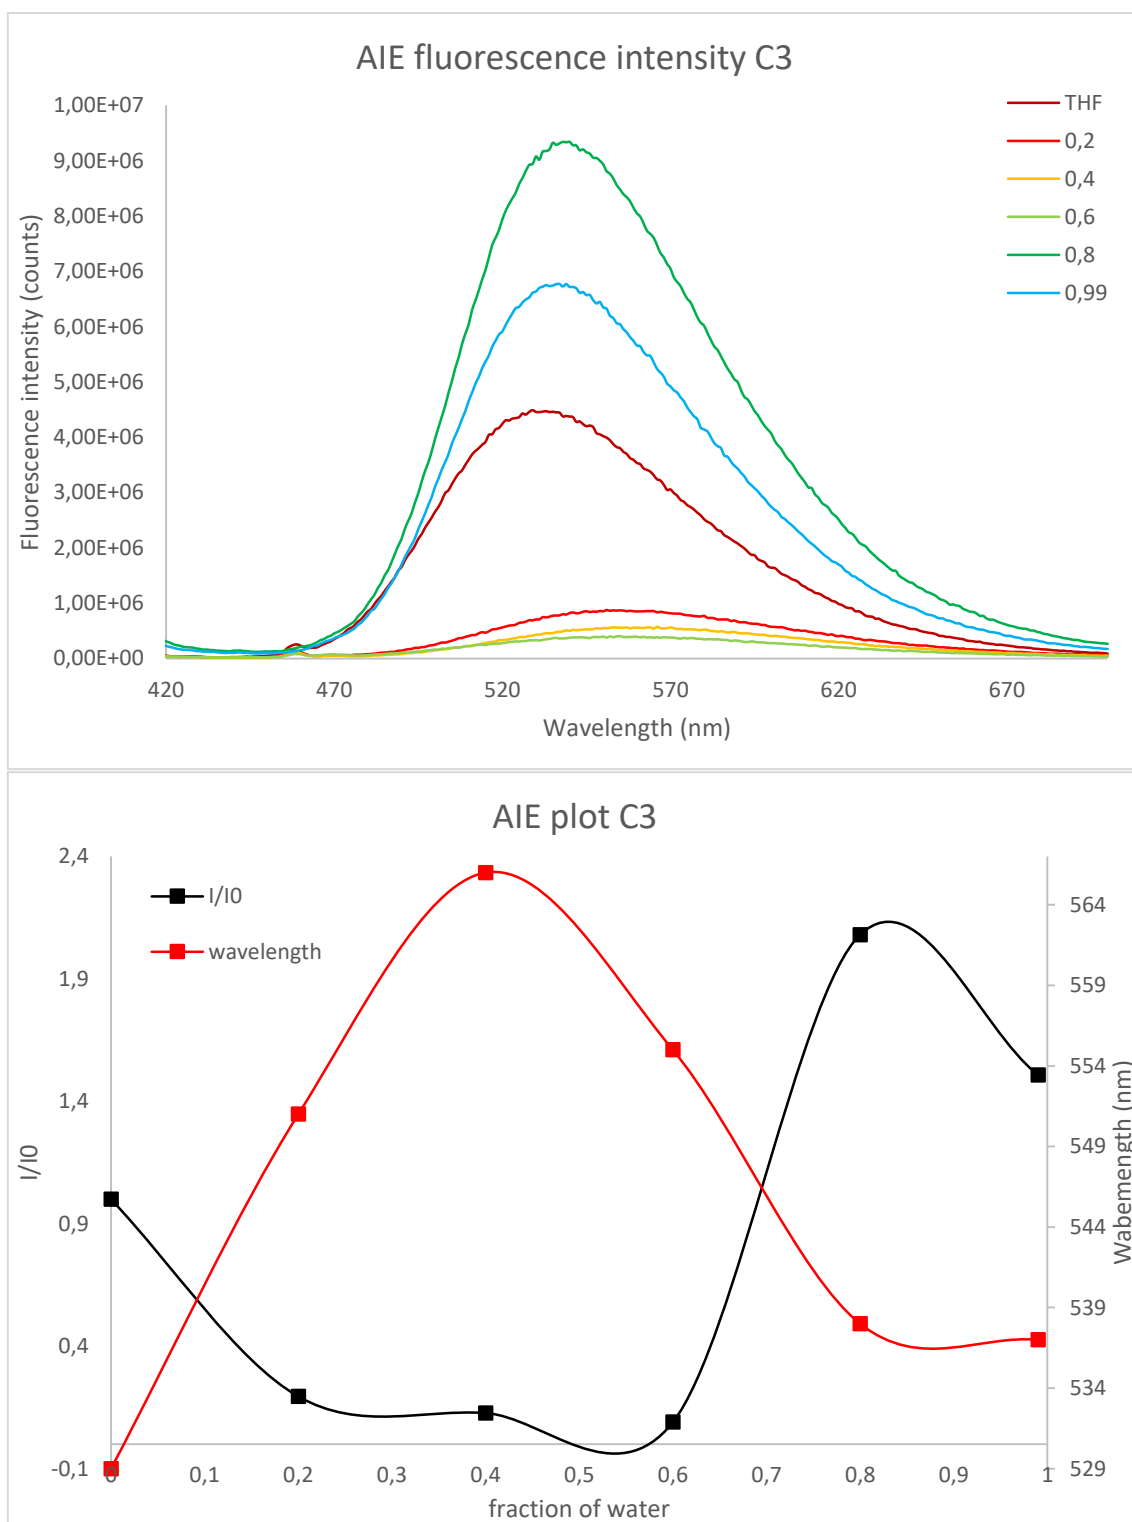 AIE fluorescence intensity C3
1,00E+07
9,00E+06
8,00E+06
7,00E+06
6,00E+06
5,00E+06
4,00E+06
3,00E+06
2,00E+06
1,00E+06
0,00E+00
Fluorescence intensity (counts)
420 470 520 570 620 670
Wavelength (nm)
THF
0,2
0,4
0,6
0,8
0,99
AIE plot C3
2,4
1,9
1,4
0,9
0,4
-0,1
I/I0
I/I0
wavelength
564
559
554
549
544
539
534
529
Wabemength (nm)
0 0,1 0,2 0,3 0,4 0,5 0,6 0,7 0,8 0,9 1
fraction of water